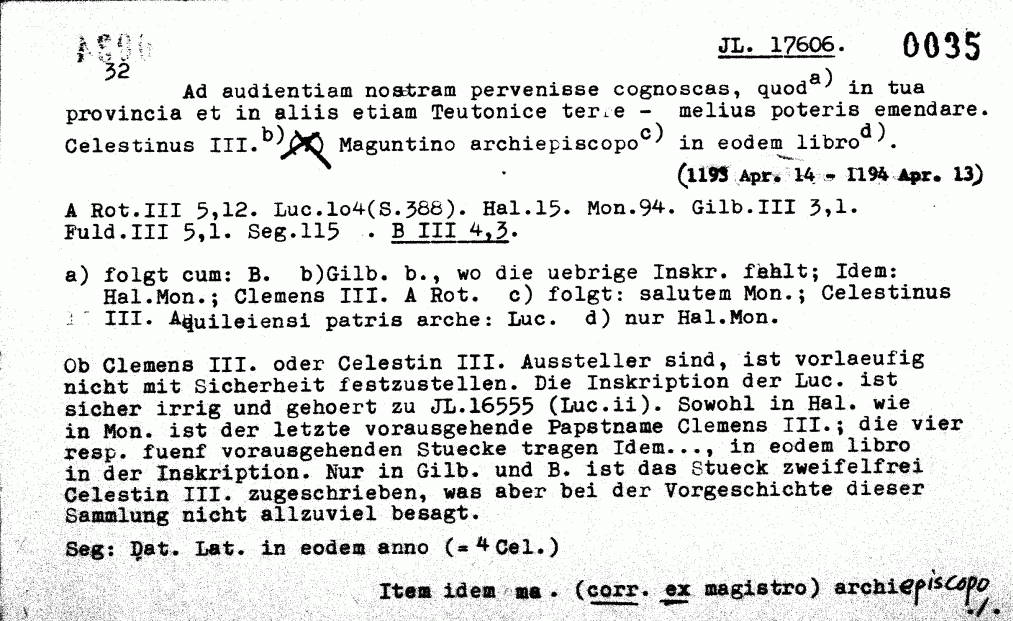 JL. 17606. 0035
32
Ad audientiam nostram pervenisse cognoscas, quod a) in tua
provincia et in aliis etiam Teutonice terre - melius poteris emendare.
Celestinus III. b) Maguntino archiepiscopo c) in eodem libro d).
(1193 Apr. 14 - 1194 Apr. 13)
A Rot.III 5,12. Luc.lo4(S.388). Hal.15. Mon.94. Gilb.III 3,1.
Fuld.III 5,1. Seg.115 . B III 4,3.
a) folgt cum: B. b)Gilb. b., wo die uebrige Inskr. fehlt; Idem:
Hal.Mon.; Clemens III. A Rot. c) folgt: salutem Mon.; Celestinus
III. Aquileiensi patris arche: Luc. d) nur Hal.Mon.
Ob Clemens III. oder Celestin III. Aussteller sind, ist vorlaeufig
nicht mit Sicherheit festzustellen. Die Inskription der Luc. ist
sicher irrig und gehoert zu JL.16555 (Luc.ii). Sowohl in Hal. wie
in Mon. ist der letzte vorausgehende Papstname Clemens III.; die vier
resp. fuenf vorausgehenden Stuecke tragen Idem..., in eodem libro
in der Inskription. Nur in Gilb. und B. ist das Stueck zweifelfrei
Celestin III. zugeschrieben, was aber bei der Vorgeschichte dieser
Sammlung nicht allzuviel besagt.
Seg: Dat. Lat. in eodem anno (= 4 Cel.)
Item idem ma. (corr. ex magistro) archiepiscopo
./.